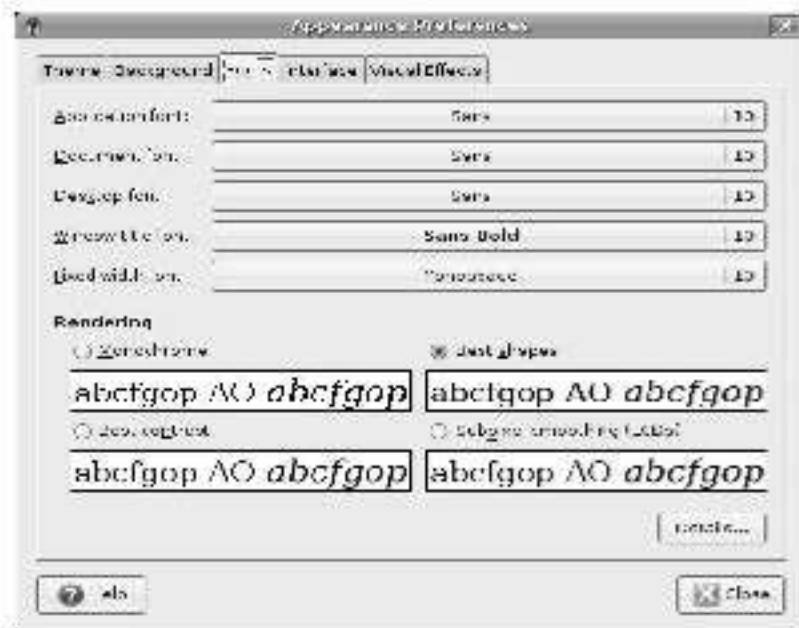 Appearance Preferences
Theme Background Fonts Interface Visual Effects
Application font: Sans 10
Document font: Sans 10
Desktop font: Sans 10
Window title font: Sans Bold 10
Fixed width font: Monospace 10
Rendering
Monochrome Best shapes
abcfgop AO abcfgop abcfgop AO abcfgop
Best contrast Subpixel smoothing (LCDs)
abcfgop AO abcfgop abcfgop AO abcfgop
Details...
Help Close